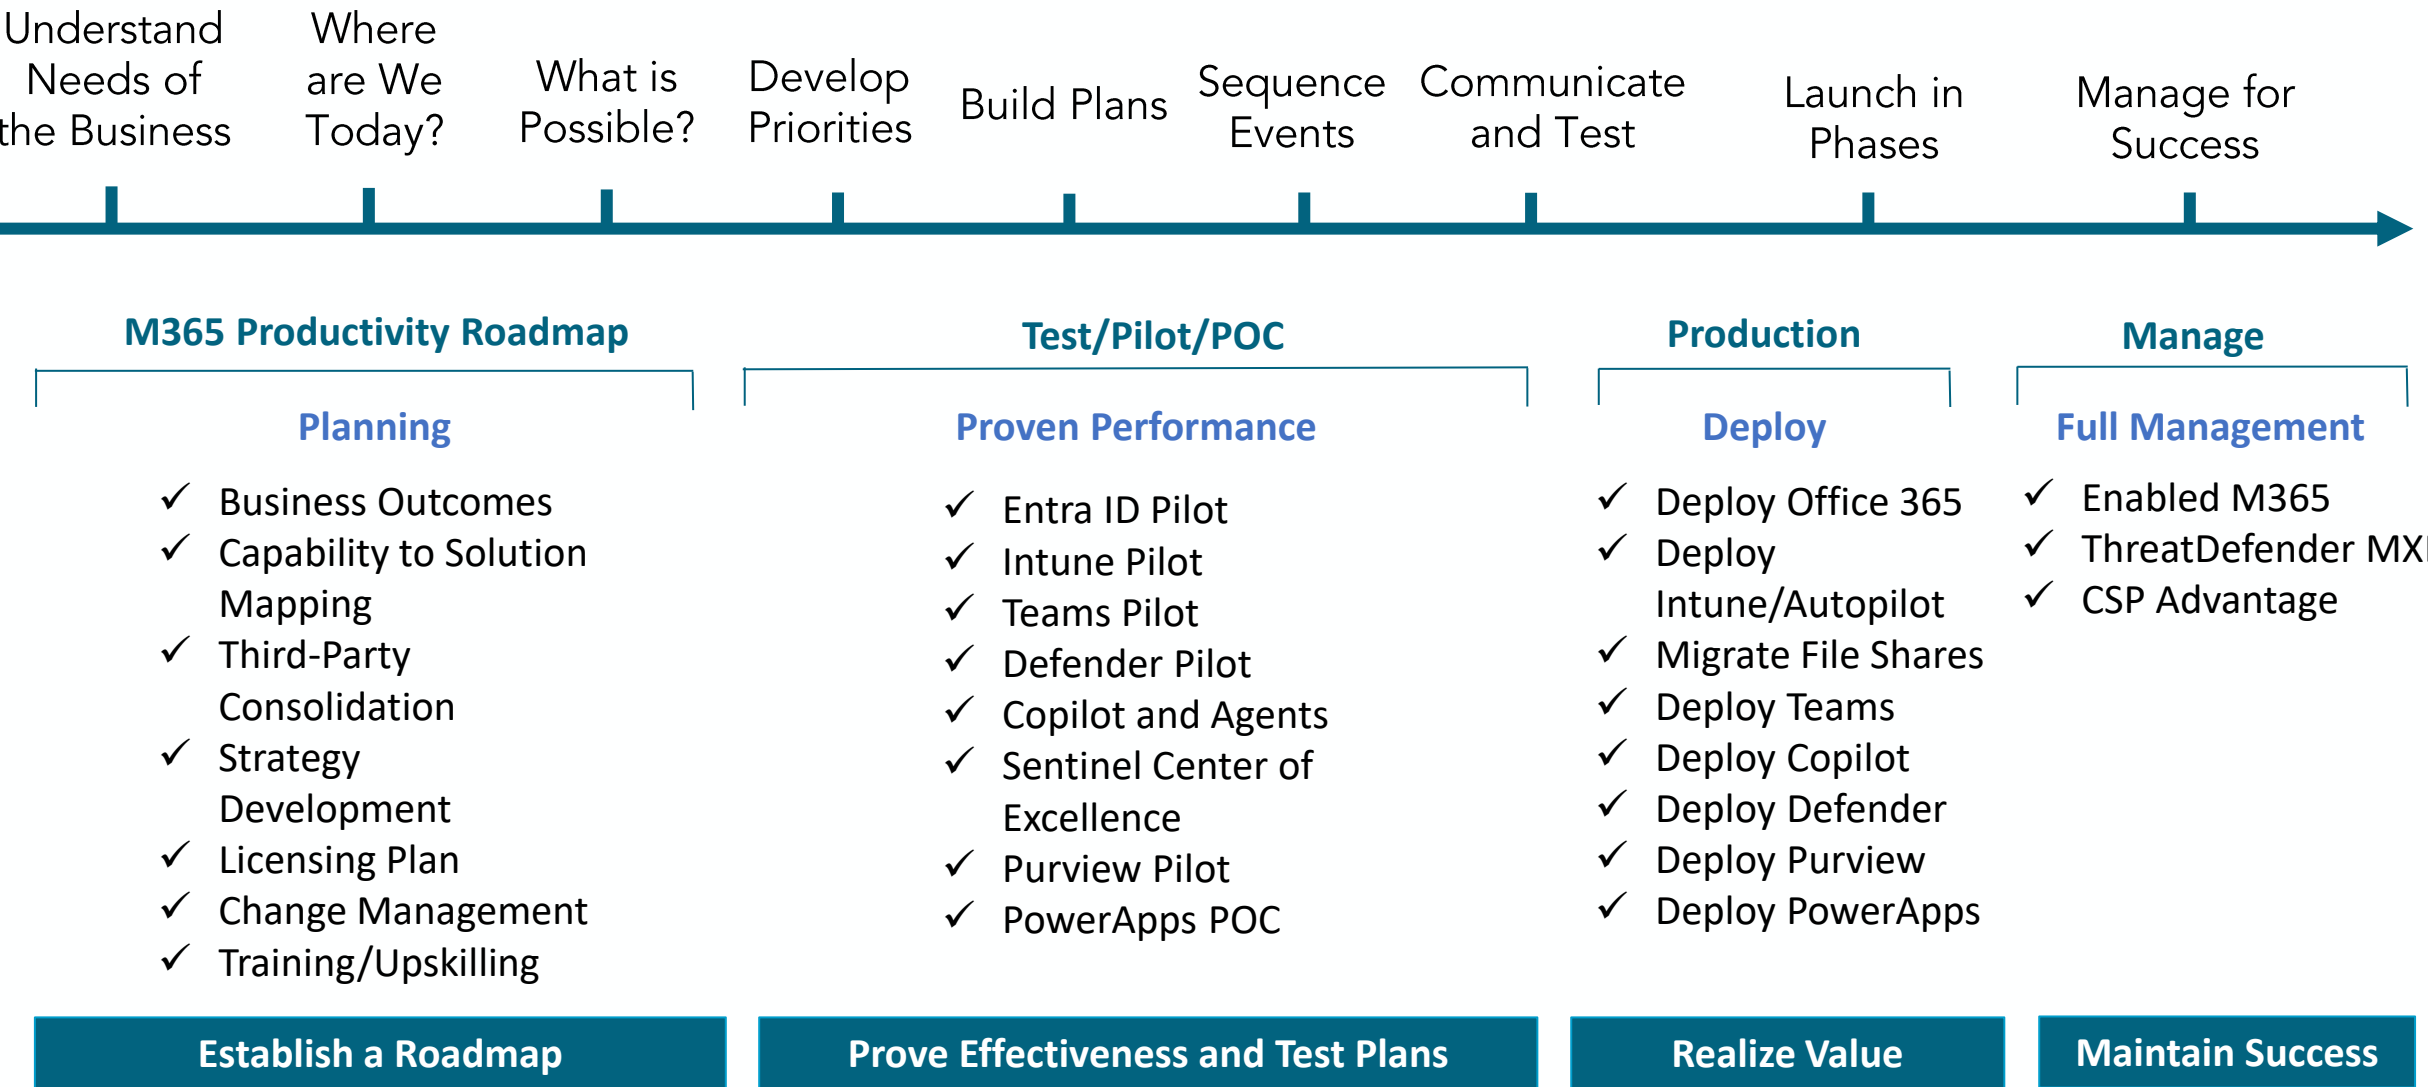 Understand
Needs of
the Business
Where
are We
Today?
What is
Possible?
Develop
Priorities
Build Plans
Sequence
Events
Communicate
and Test
Launch in
Phases
Manage for
Success
M365 Productivity Roadmap
Planning
Business Outcomes
Capability to Solution
Mapping
Third-Party
Consolidation
Strategy
Development
Licensing Plan
Change Management
Training/Upskilling
Establish a Roadmap
Test/Pilot/POC
Proven Performance
Entra ID Pilot
Intune Pilot
Teams Pilot
Defender Pilot
Copilot and Agents
Sentinel Center of
Excellence
Purview Pilot
PowerApps POC
Prove Effectiveness and Test Plans
Production
Deploy
Deploy Office 365
Deploy
Intune/Autopilot
Migrate File Shares
Deploy Teams
Deploy Copilot
Deploy Defender
Deploy Purview
Deploy PowerApps
Realize Value
Manage
Full Management
Enabled M365
ThreatDefender
CSP Advantage
Maintain Success